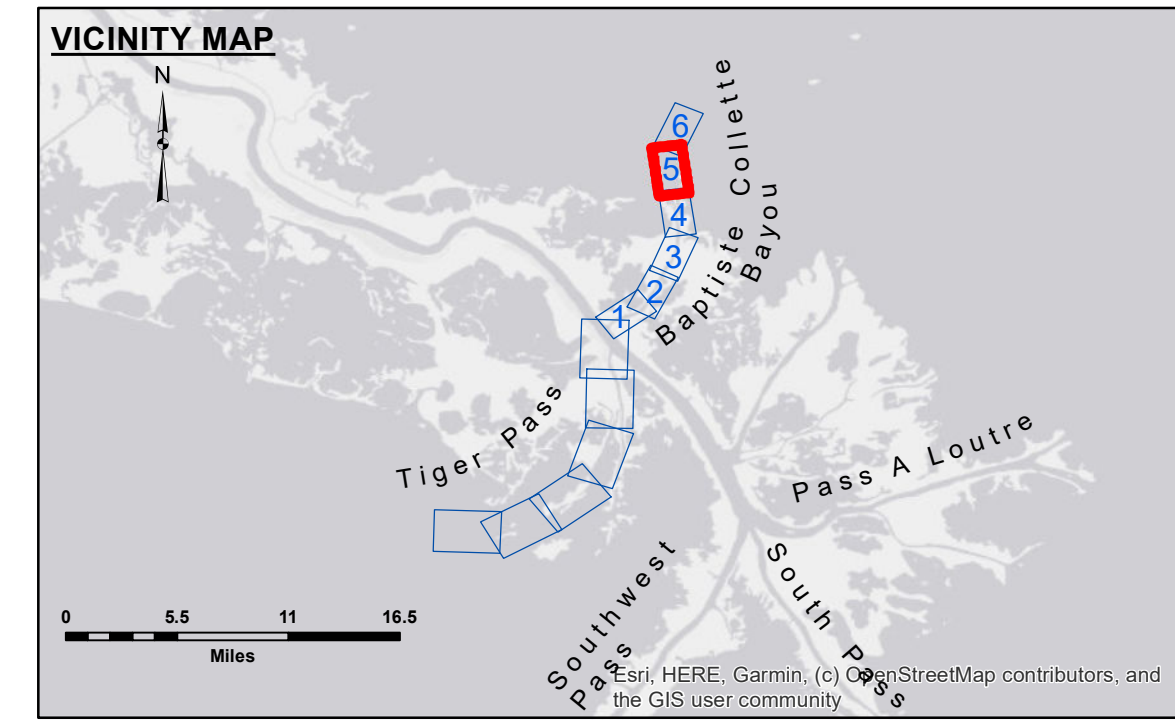 VICINITY MAP
N
6
5
4
3
2
1
Baptiste Collette
Bayou
Tiger Pass
Pass A Loutre
Southwest
Pass
South Pass
0 5.5 11 16.5
Miles
Esri, HERE, Garmin, (c) OpenStreetMap contributors, and
the GIS user community